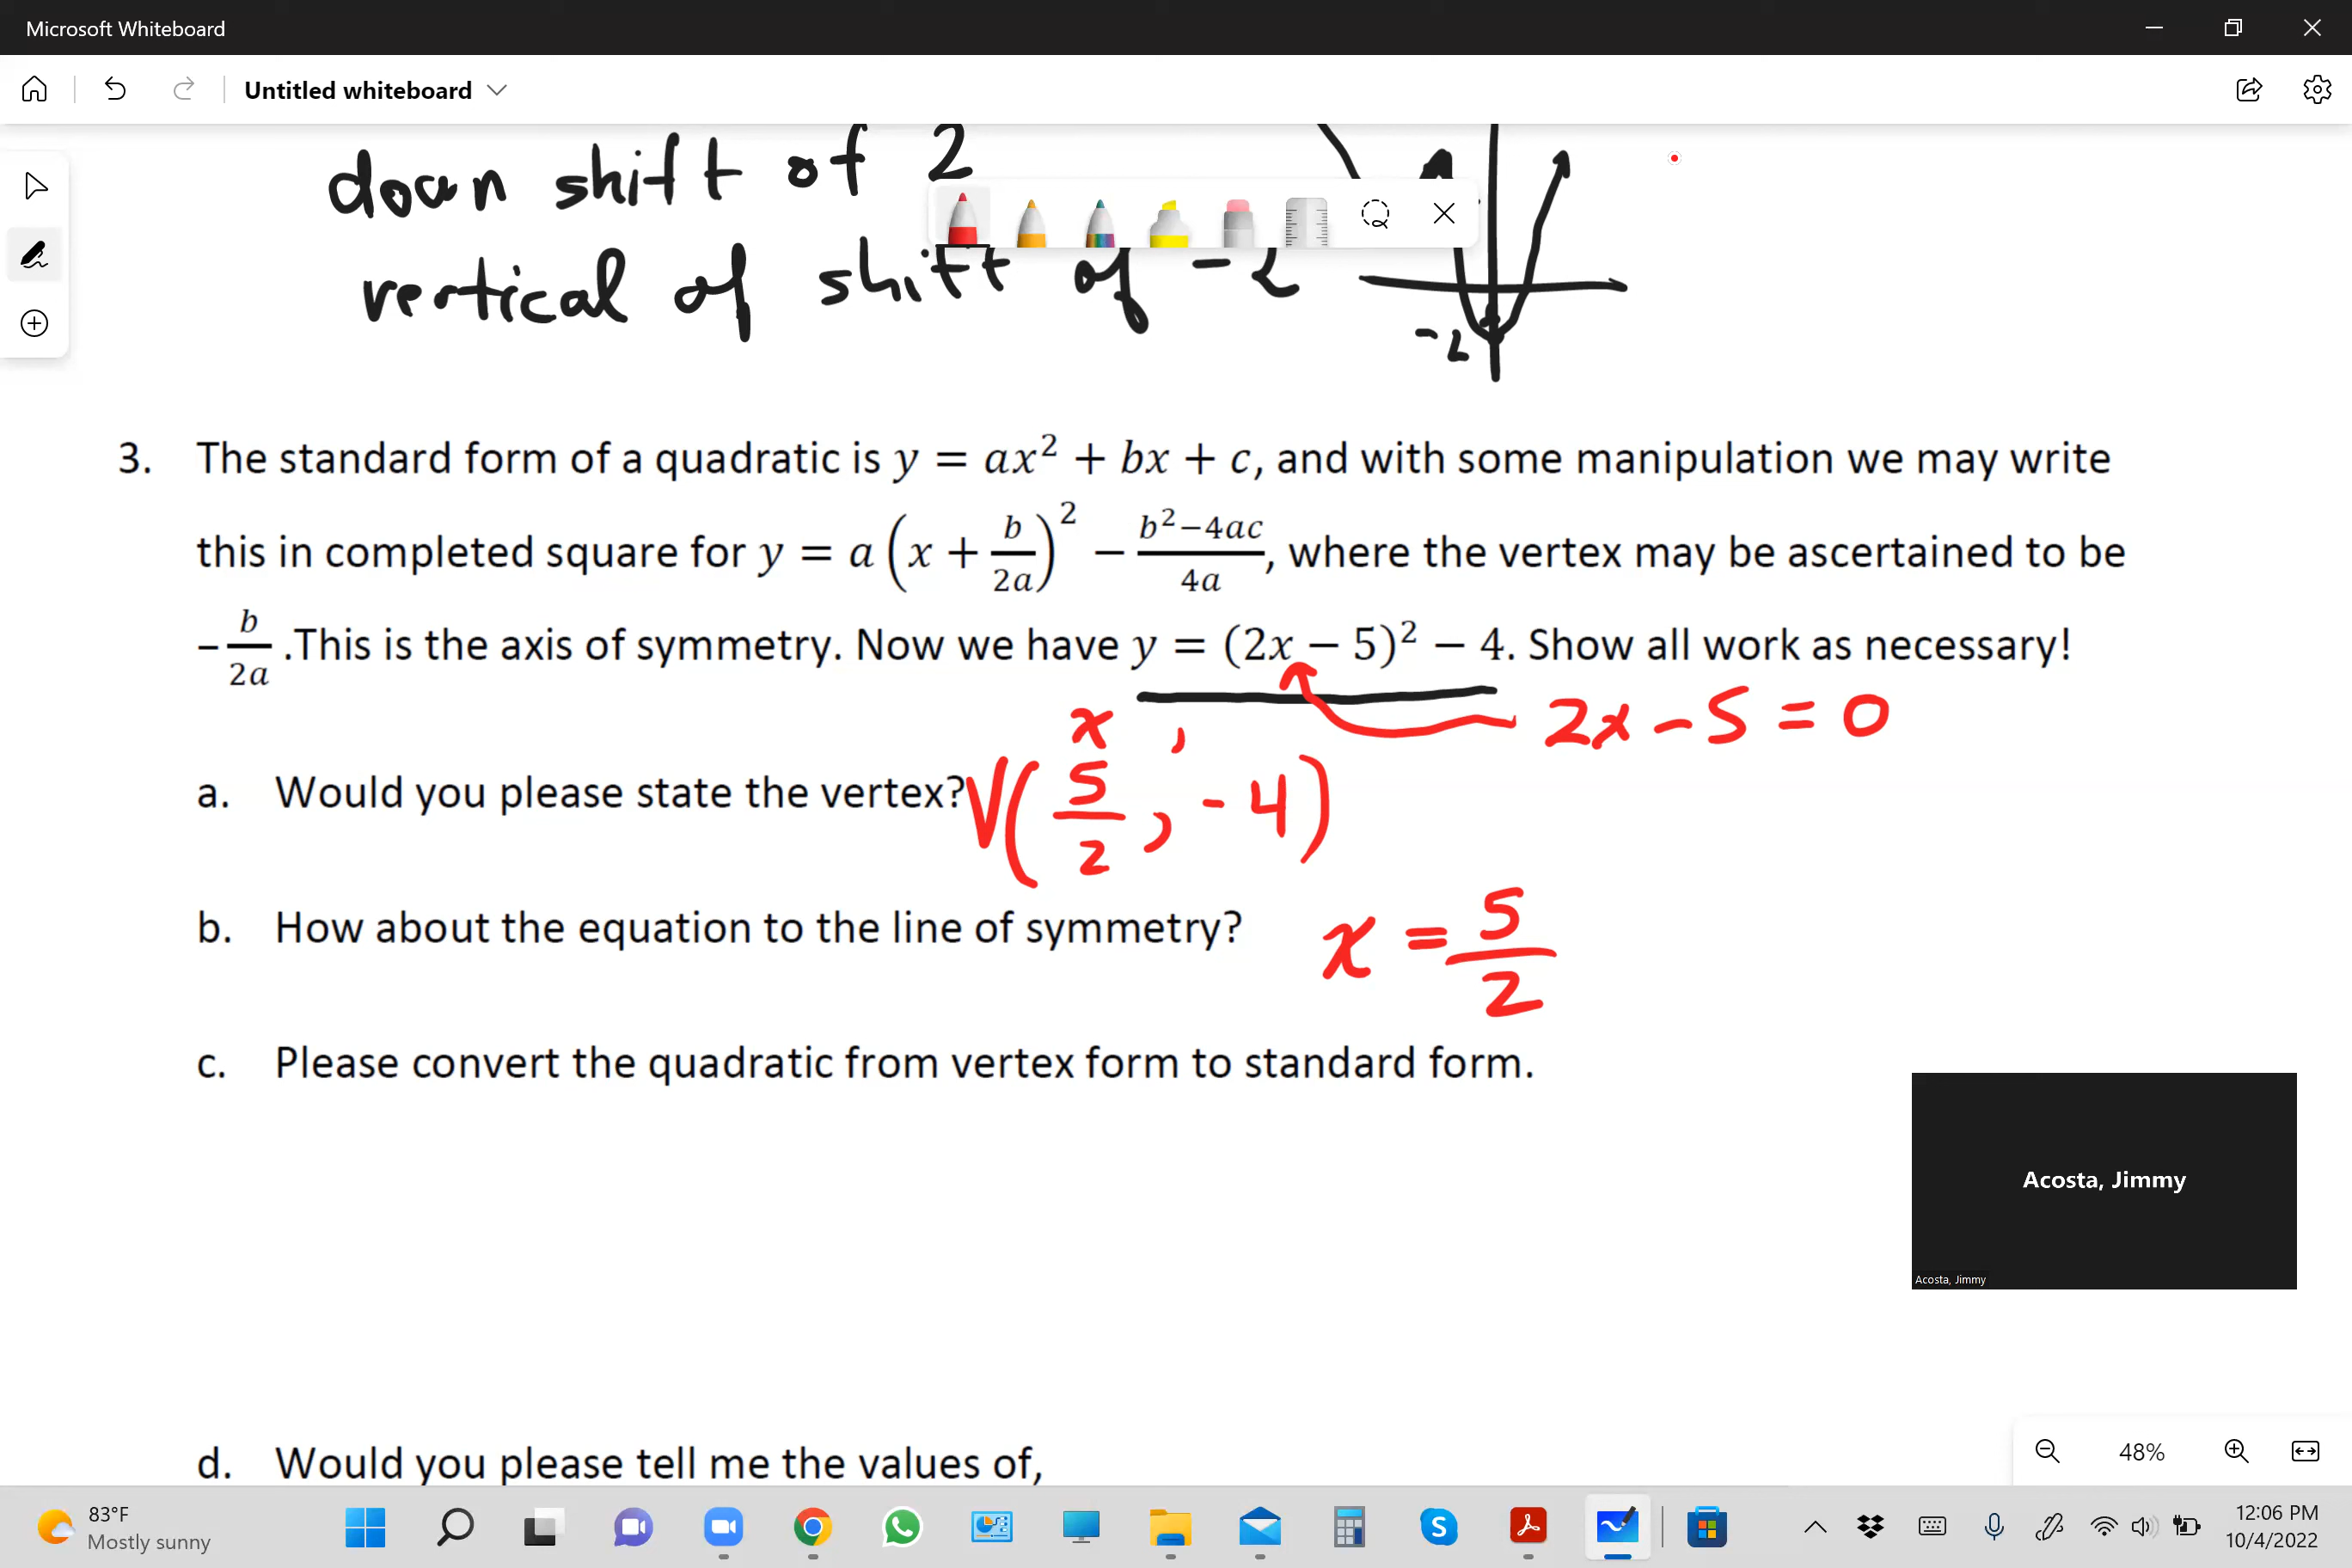 Microsoft Whiteboard
Untitled whiteboard
down shift of 2
vertical of shift of -2
-2
3. The standard form of a quadratic is y = ax² + bx + c, and with some manipulation we may write
this in completed square for y = a(x + b/2a)² − (b²−4ac)/4a, where the vertex may be ascertained to be
−b/2a .This is the axis of symmetry. Now we have y = (2x − 5)² − 4. Show all work as necessary!
2x - 5 = 0
x ,
a. Would you please state the vertex? V(5/2, -4)
b. How about the equation to the line of symmetry? x = 5/2
c. Please convert the quadratic from vertex form to standard form.
Acosta, Jimmy
Acosta, Jimmy
d. Would you please tell me the values of,
48%
83°F
Mostly sunny
12:06 PM
10/4/2022